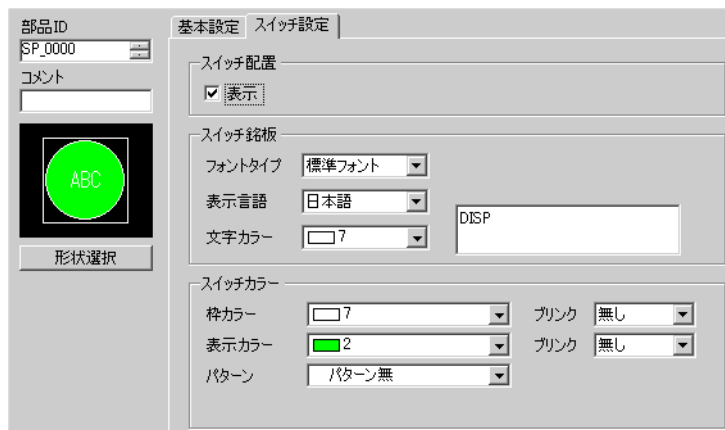 部品ID
SP_0000
コメント
ABC
形状選択
基本設定 スイッチ設定
スイッチ配置
表示
スイッチ銘板
フォントタイプ 標準フォント
表示言語 日本語
文字カラー 7
DISP
スイッチカラー
枠カラー 7 ブリンク 無し
表示カラー 2 ブリンク 無し
パターン パターン無